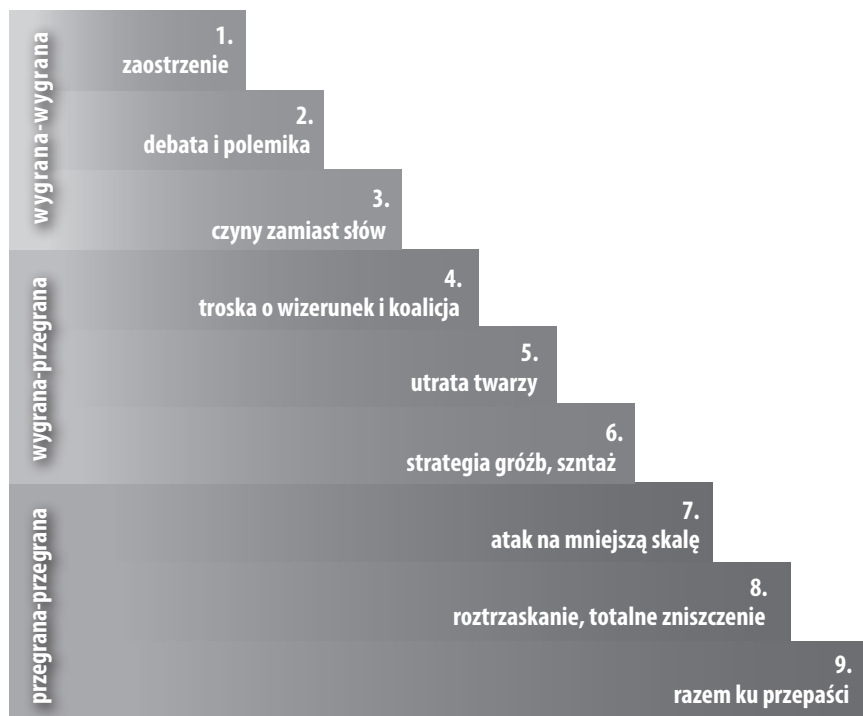 wygrana-wygrana
1.
zaostrzenie
2.
debata i polemika
3.
czyny zamiast słów
wygrana-przegrana
4.
troska o wizerunek i koalicja
5.
utrata twarzy
6.
strategia gróźb, szntaż
przegrana-przegrana
7.
atak na mniejszą skalę
8.
roztrzaskanie, totalne zniszczenie
9.
razem ku przepaści